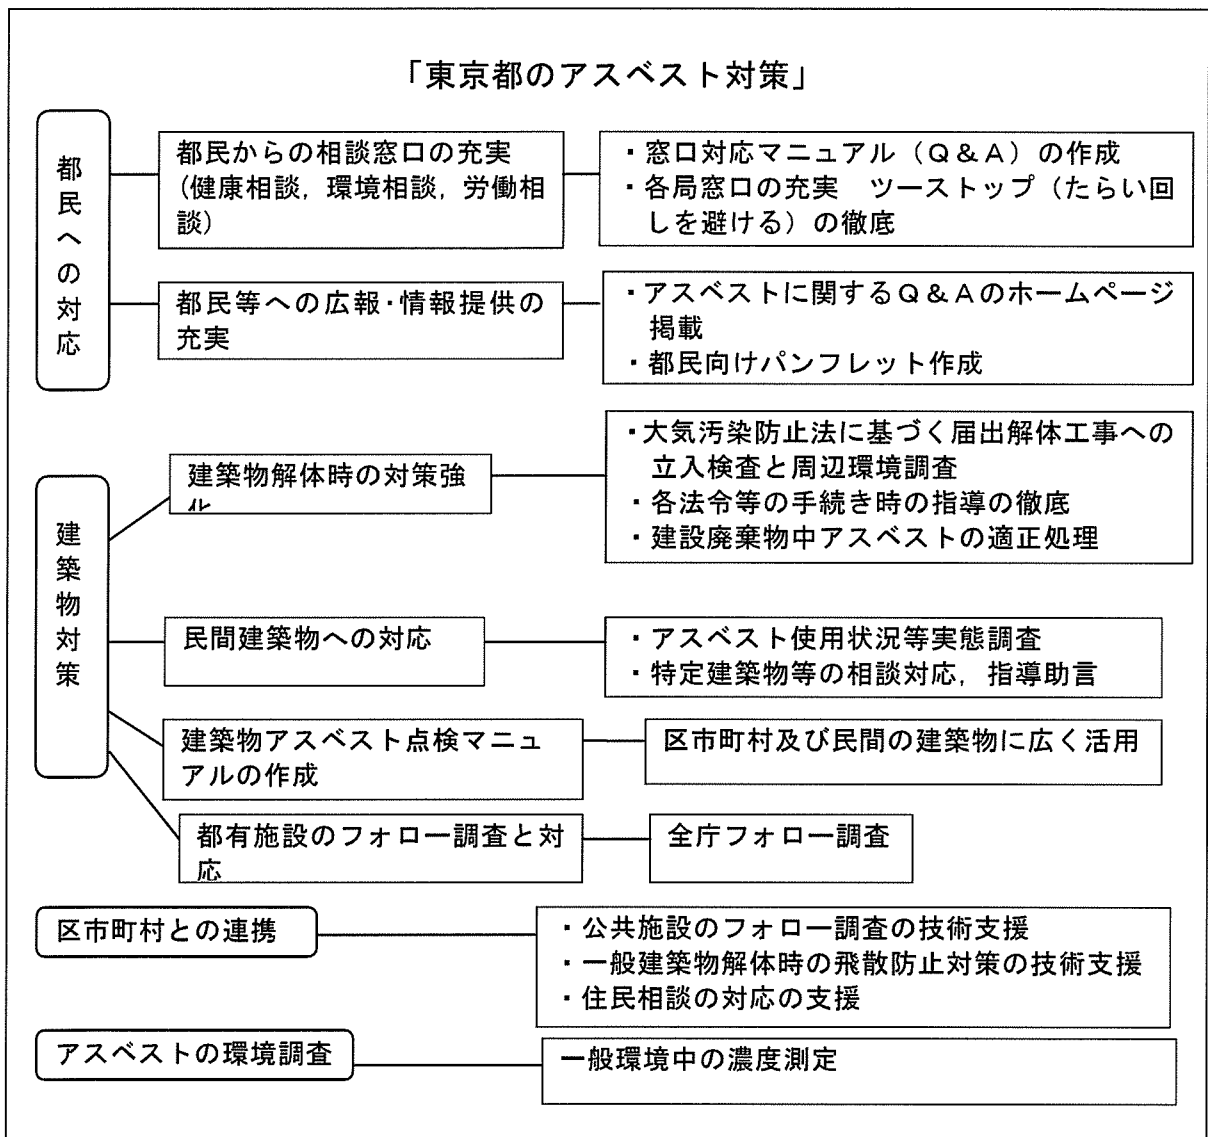 「東京都のアスベスト対策」
都民への対応
都民からの相談窓口の充実
(健康相談，環境相談，労働相
談)
・窓口対応マニュアル（Ｑ＆Ａ）の作成
・各局窓口の充実　ツーストップ（たらい回
しを避ける）の徹底
都民等への広報･情報提供の
充実
・アスベストに関するＱ＆Ａのホームページ
掲載
・都民向けパンフレット作成
建築物対策
建築物解体時の対策強
化
・大気汚染防止法に基づく届出解体工事への
立入検査と周辺環境調査
・各法令等の手続き時の指導の徹底
・建設廃棄物中アスベストの適正処理
民間建築物への対応
・アスベスト使用状況等実態調査
・特定建築物等の相談対応，指導助言
建築物アスベスト点検マニュ
アルの作成
区市町村及び民間の建築物に広く活用
都有施設のフォロー調査と対
応
全庁フォロー調査
区市町村との連携
・公共施設のフォロー調査の技術支援
・一般建築物解体時の飛散防止対策の技術支援
・住民相談の対応の支援
アスベストの環境調査
一般環境中の濃度測定